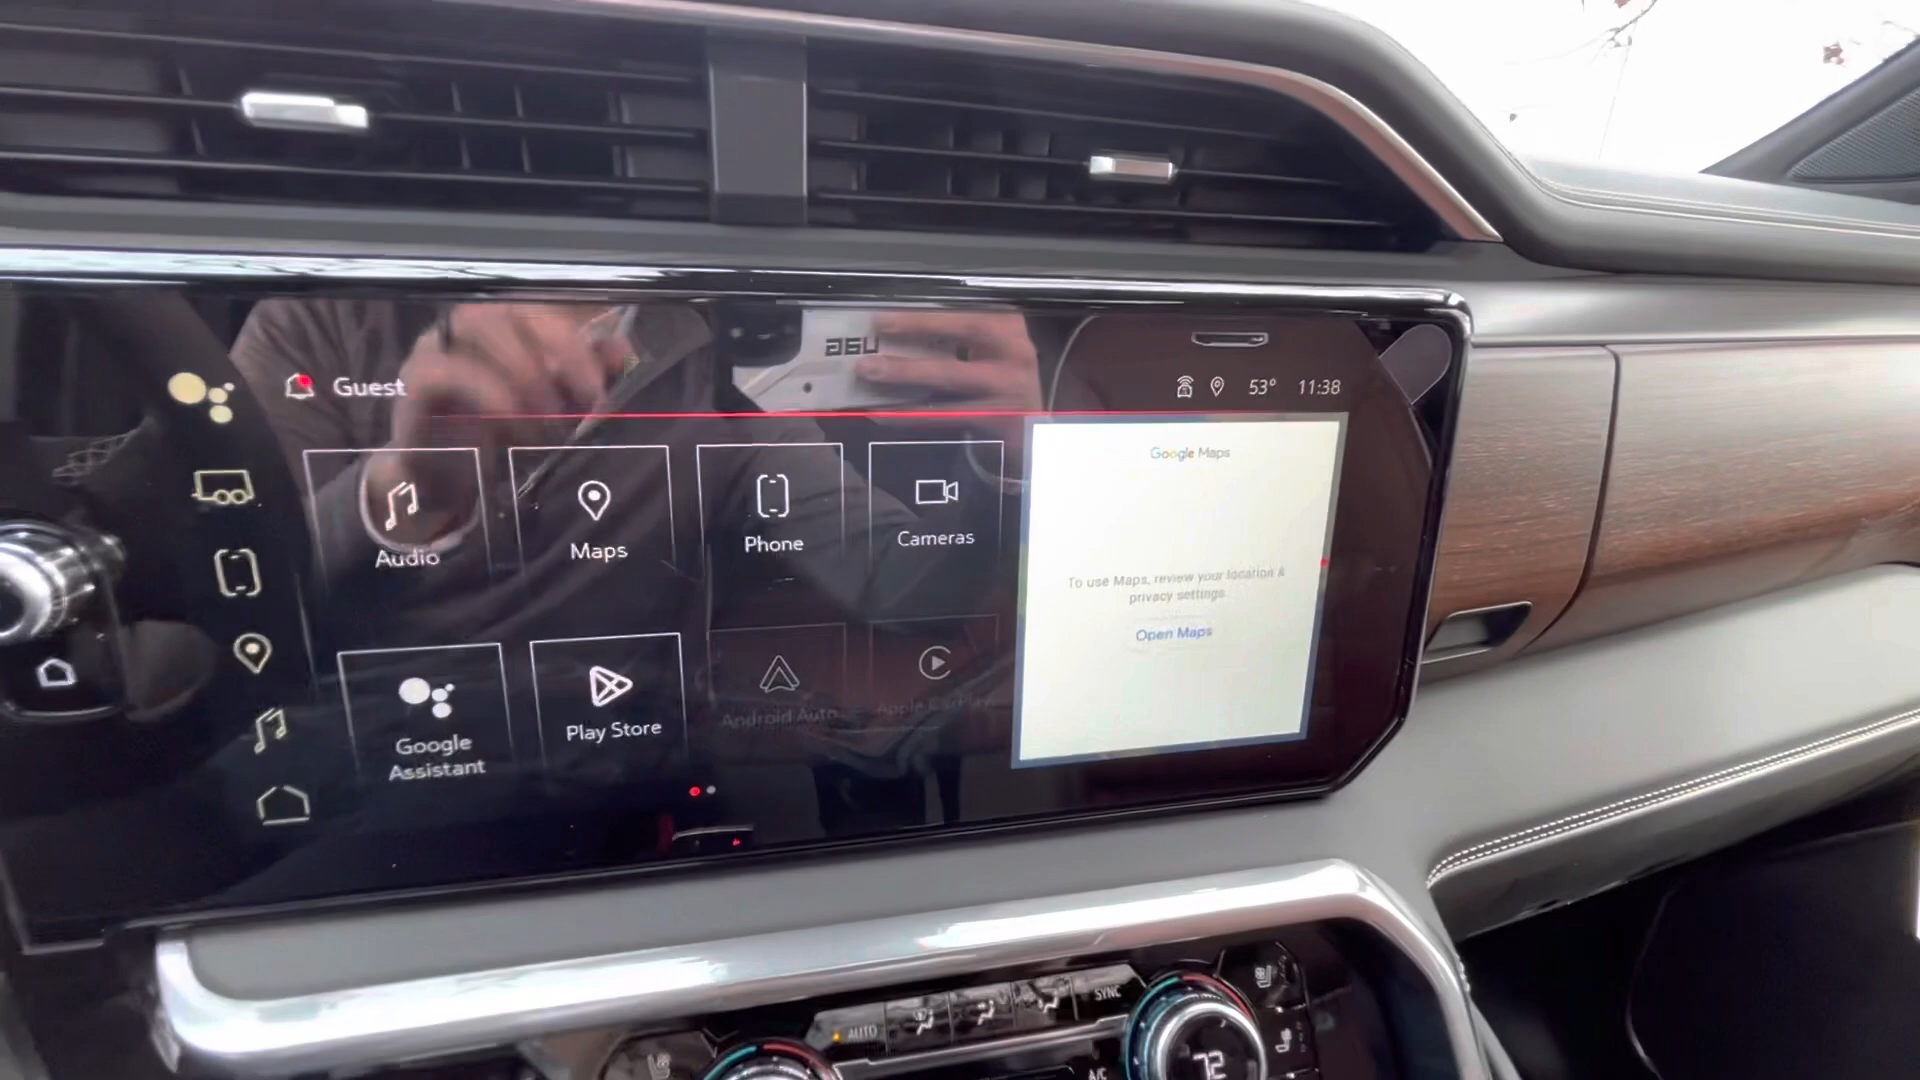 Guest
53° 11:38
Audio
Maps
Phone
Cameras
Google Maps
To use Maps, review your location &
privacy settings.
Open Maps
Google
Assistant
Play Store
Android Auto
Apple CarPlay
AUTO
SYNC
A/C
72